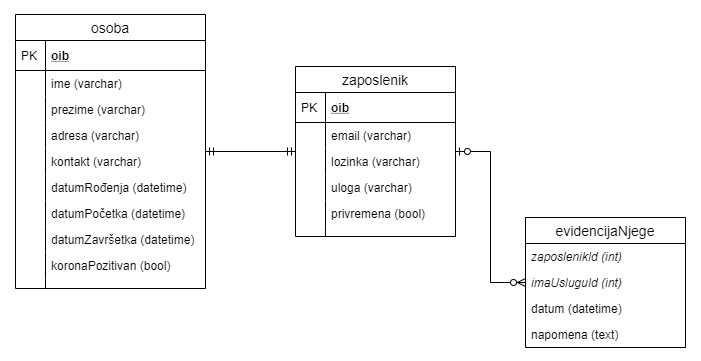 osoba
PK oib
ime (varchar)
prezime (varchar)
adresa (varchar)
kontakt (varchar)
datumRođenja (datetime)
datumPočetka (datetime)
datumZavršetka (datetime)
koronaPozitivan (bool)
zaposlenik
PK oib
email (varchar)
lozinka (varchar)
uloga (varchar)
privremena (bool)
evidencijaNjege
zaposlenikId (int)
imaUsluguId (int)
datum (datetime)
napomena (text)